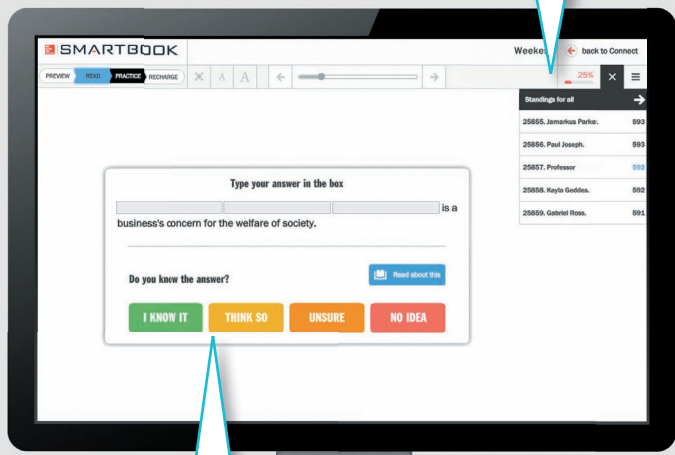 SMARTBOOK
Weekes back to Connect
PREVIEW READ PRACTICE RECHARGE A A 25%
Standings for all
25855. Jamarkus Parker. 593
25856. Paul Joseph. 593
25857. Professor 592
25858. Kayla Geddes. 592
25859. Gabriel Ross. 591
Type your answer in the box
is a
business's concern for the welfare of society.
Do you know the answer?
Read about this
I KNOW IT THINK SO UNSURE NO IDEA